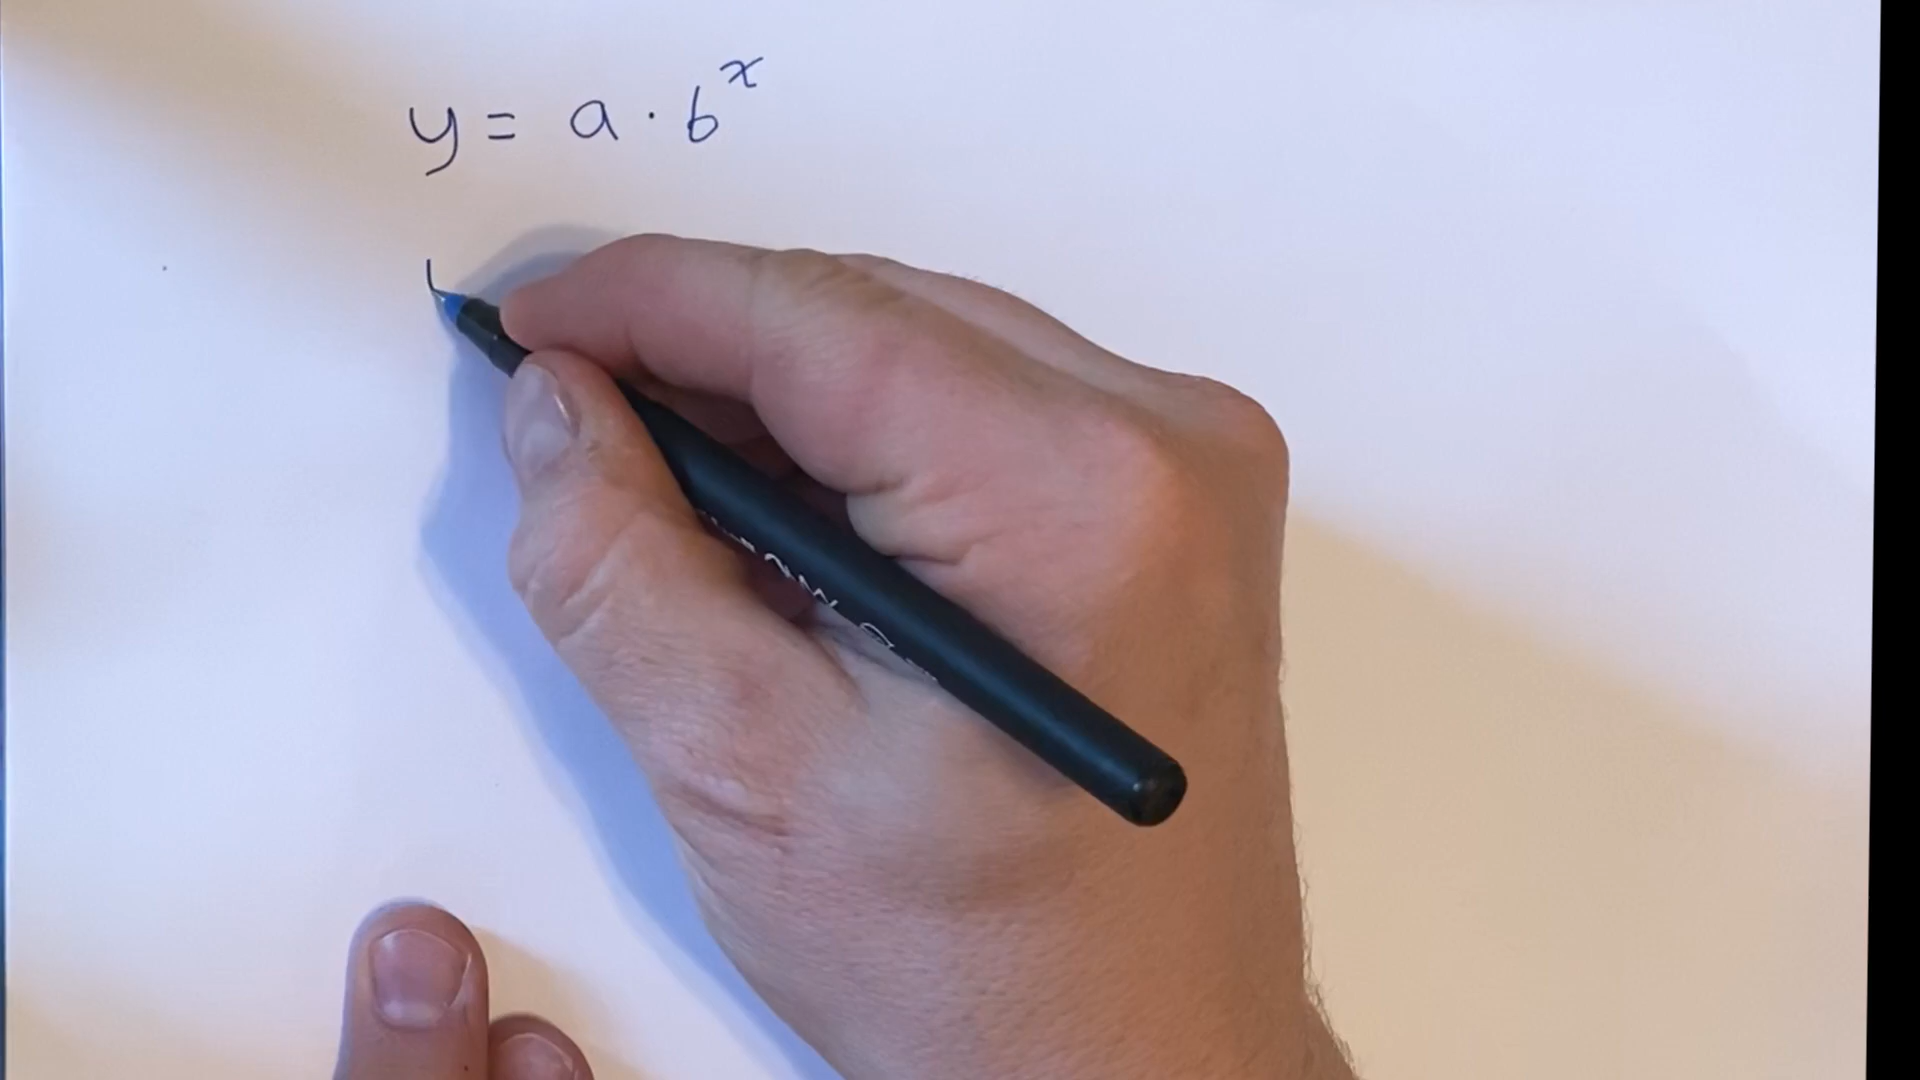 y = a · b^x